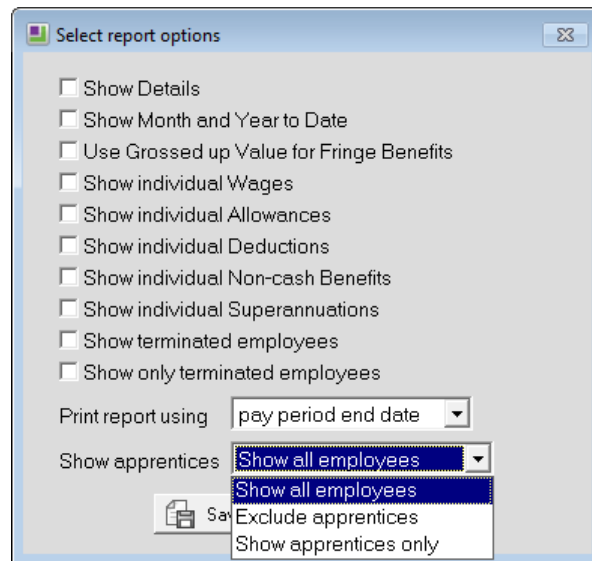 Select report options
Show Details
Show Month and Year to Date
Use Grossed up Value for Fringe Benefits
Show individual Wages
Show individual Allowances
Show individual Deductions
Show individual Non-cash Benefits
Show individual Superannuations
Show terminated employees
Show only terminated employees
Print report using pay period end date
Show apprentices Show all employees
Show all employees
Exclude apprentices
Show apprentices only